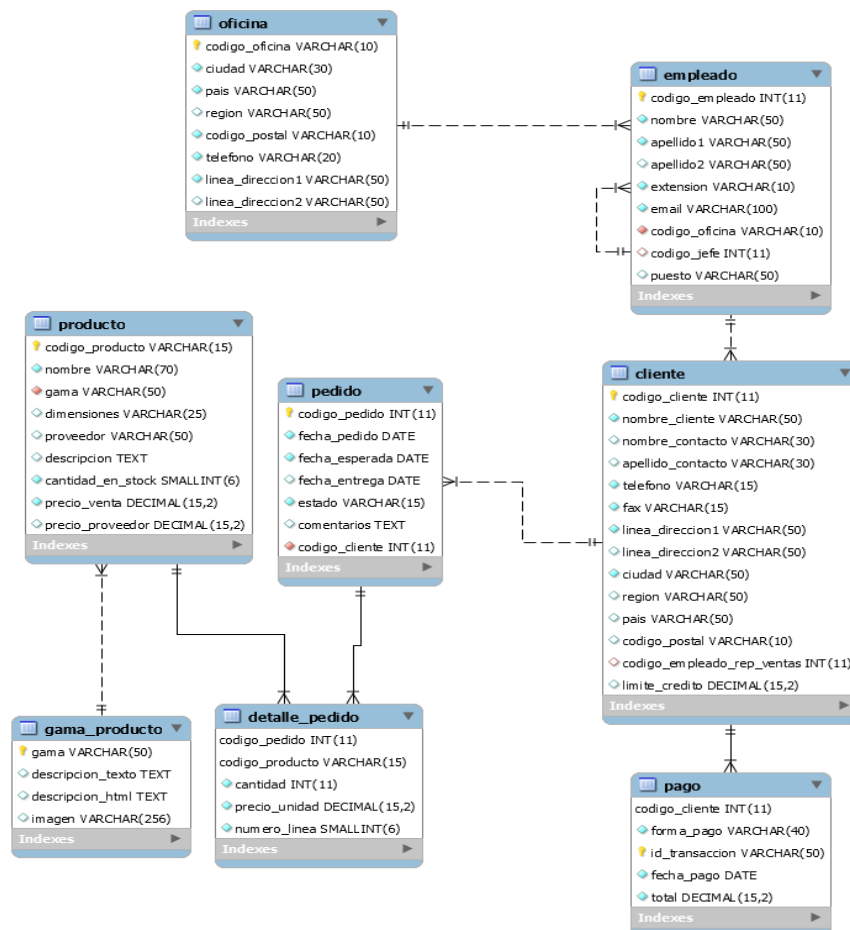 oficina
codigo_oficina VARCHAR(10)
ciudad VARCHAR(30)
pais VARCHAR(50)
region VARCHAR(50)
codigo_postal VARCHAR(10)
telefono VARCHAR(20)
linea_direccion1 VARCHAR(50)
linea_direccion2 VARCHAR(50)
Indexes
empleado
codigo_empleado INT(11)
nombre VARCHAR(50)
apellido1 VARCHAR(50)
apellido2 VARCHAR(50)
extension VARCHAR(10)
email VARCHAR(100)
codigo_oficina VARCHAR(10)
codigo_jefe INT(11)
puesto VARCHAR(50)
Indexes
producto
codigo_producto VARCHAR(15)
nombre VARCHAR(70)
gama VARCHAR(50)
dimensiones VARCHAR(25)
proveedor VARCHAR(50)
descripcion TEXT
cantidad_en_stock SMALLINT(6)
precio_venta DECIMAL(15,2)
precio_proveedor DECIMAL(15,2)
Indexes
pedido
codigo_pedido INT(11)
fecha_pedido DATE
fecha_esperada DATE
fecha_entrega DATE
estado VARCHAR(15)
comentarios TEXT
codigo_cliente INT(11)
Indexes
cliente
codigo_cliente INT(11)
nombre_cliente VARCHAR(50)
nombre_contacto VARCHAR(30)
apellido_contacto VARCHAR(30)
telefono VARCHAR(15)
fax VARCHAR(15)
linea_direccion1 VARCHAR(50)
linea_direccion2 VARCHAR(50)
ciudad VARCHAR(50)
region VARCHAR(50)
pais VARCHAR(50)
codigo_postal VARCHAR(10)
codigo_empleado_rep_ventas INT(11)
limite_credito DECIMAL(15,2)
Indexes
gama_producto
gama VARCHAR(50)
descripcion_texto TEXT
descripcion_html TEXT
imagen VARCHAR(256)
Indexes
detalle_pedido
codigo_pedido INT(11)
codigo_producto VARCHAR(15)
cantidad INT(11)
precio_unidad DECIMAL(15,2)
numero_linea SMALLINT(6)
Indexes
pago
codigo_cliente INT(11)
forma_pago VARCHAR(40)
id_transaccion VARCHAR(50)
fecha_pago DATE
total DECIMAL(15,2)
Indexes